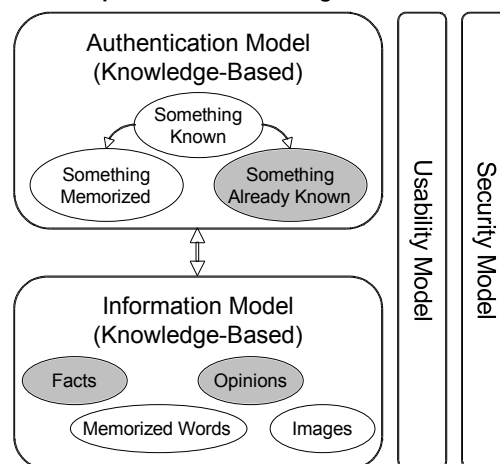 Authentication Model
(Knowledge-Based)
Something
Known
Something
Memorized
Something
Already Known
Information Model
(Knowledge-Based)
Facts
Opinions
Memorized Words
Images
Usability Model
Security Model